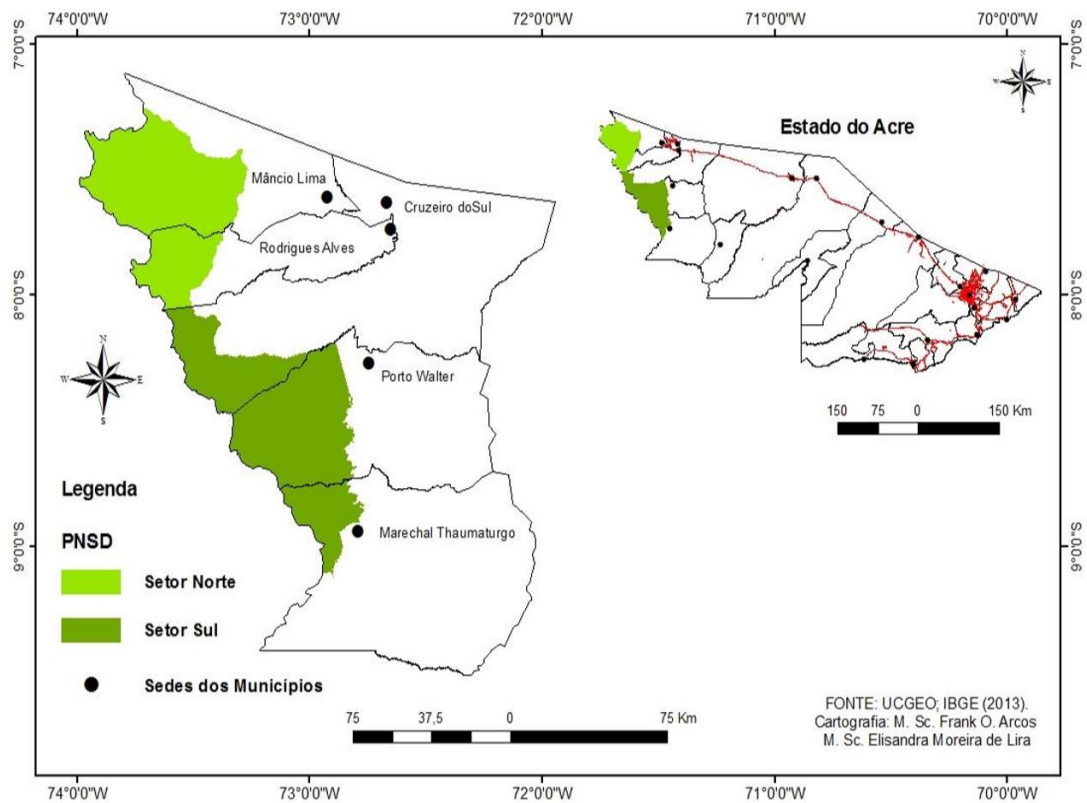 74°0'0"W 73°0'0"W 72°0'0"W 71°0'0"W 70°0'0"W
7°0'0"S 7°0'0"S
N
Estado do Acre
Mâncio Lima
Cruzeiro doSul
Rodrigues Alves
8°0'0"S 8°0'0"S
N
W E
S
Porto Walter
150 75 0 150 Km
Legenda
PNSD
Marechal Thaumaturgo
9°0'0"S 9°0'0"S
Setor Norte
Setor Sul
Sedes dos Municípios
75 37,5 0 75 Km
FONTE: UCGEO; IBGE (2013).
Cartografia: M. Sc. Frank O. Arcos
M. Sc. Elisandra Moreira de Lira
74°0'0"W 73°0'0"W 72°0'0"W 71°0'0"W 70°0'0"W